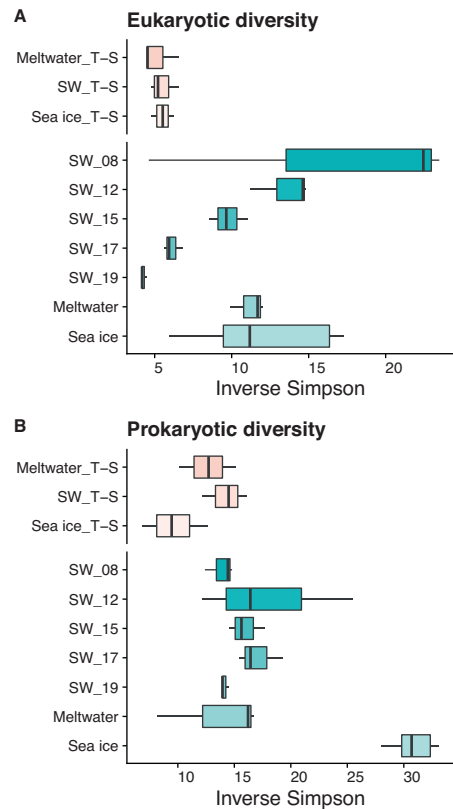 A
Eukaryotic diversity
Meltwater_T−S
SW_T−S
Sea ice_T−S
SW_08
SW_12
SW_15
SW_17
SW_19
Meltwater
Sea ice
5 10 15 20
Inverse Simpson
B
Prokaryotic diversity
Meltwater_T−S
SW_T−S
Sea ice_T−S
SW_08
SW_12
SW_15
SW_17
SW_19
Meltwater
Sea ice
10 15 20 25 30
Inverse Simpson